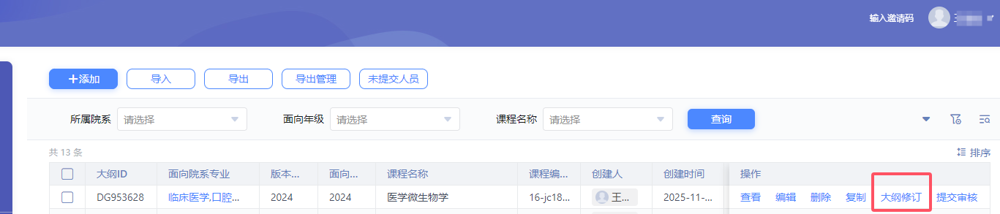 输入邀请码
添加 导入 导出 导出管理 未提交人员
所属院系 请选择 面向年级 请选择 课程名称 请选择 查询
共 13 条 排序
大纲ID 面向院系专业 版本... 面向... 课程名称 课程编... 创建人 创建时间 操作
DG953628 临床医学,口腔... 2024 2024 医学微生物学 16-jc18... 王... 2025-11-... 查看 编辑 删除 复制 大纲修订 提交审核